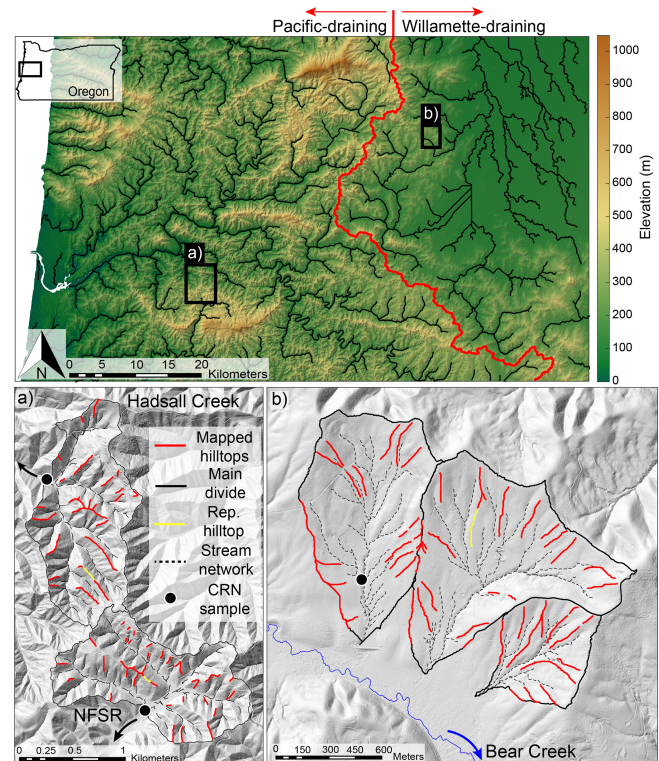 Pacific-draining
Willamette-draining
Oregon
b)
a)
N
0 5 10 20
Kilometers
1000
900
800
700
600
500
400
300
200
100
0
Elevation (m)
a)
Hadsall Creek
Mapped
hilltops
Main
divide
Rep.
hilltop
Stream
network
CRN
sample
NFSR
0 0.25 0.5 1
Kilometers
b)
0 150 300 450 600
Meters
Bear Creek